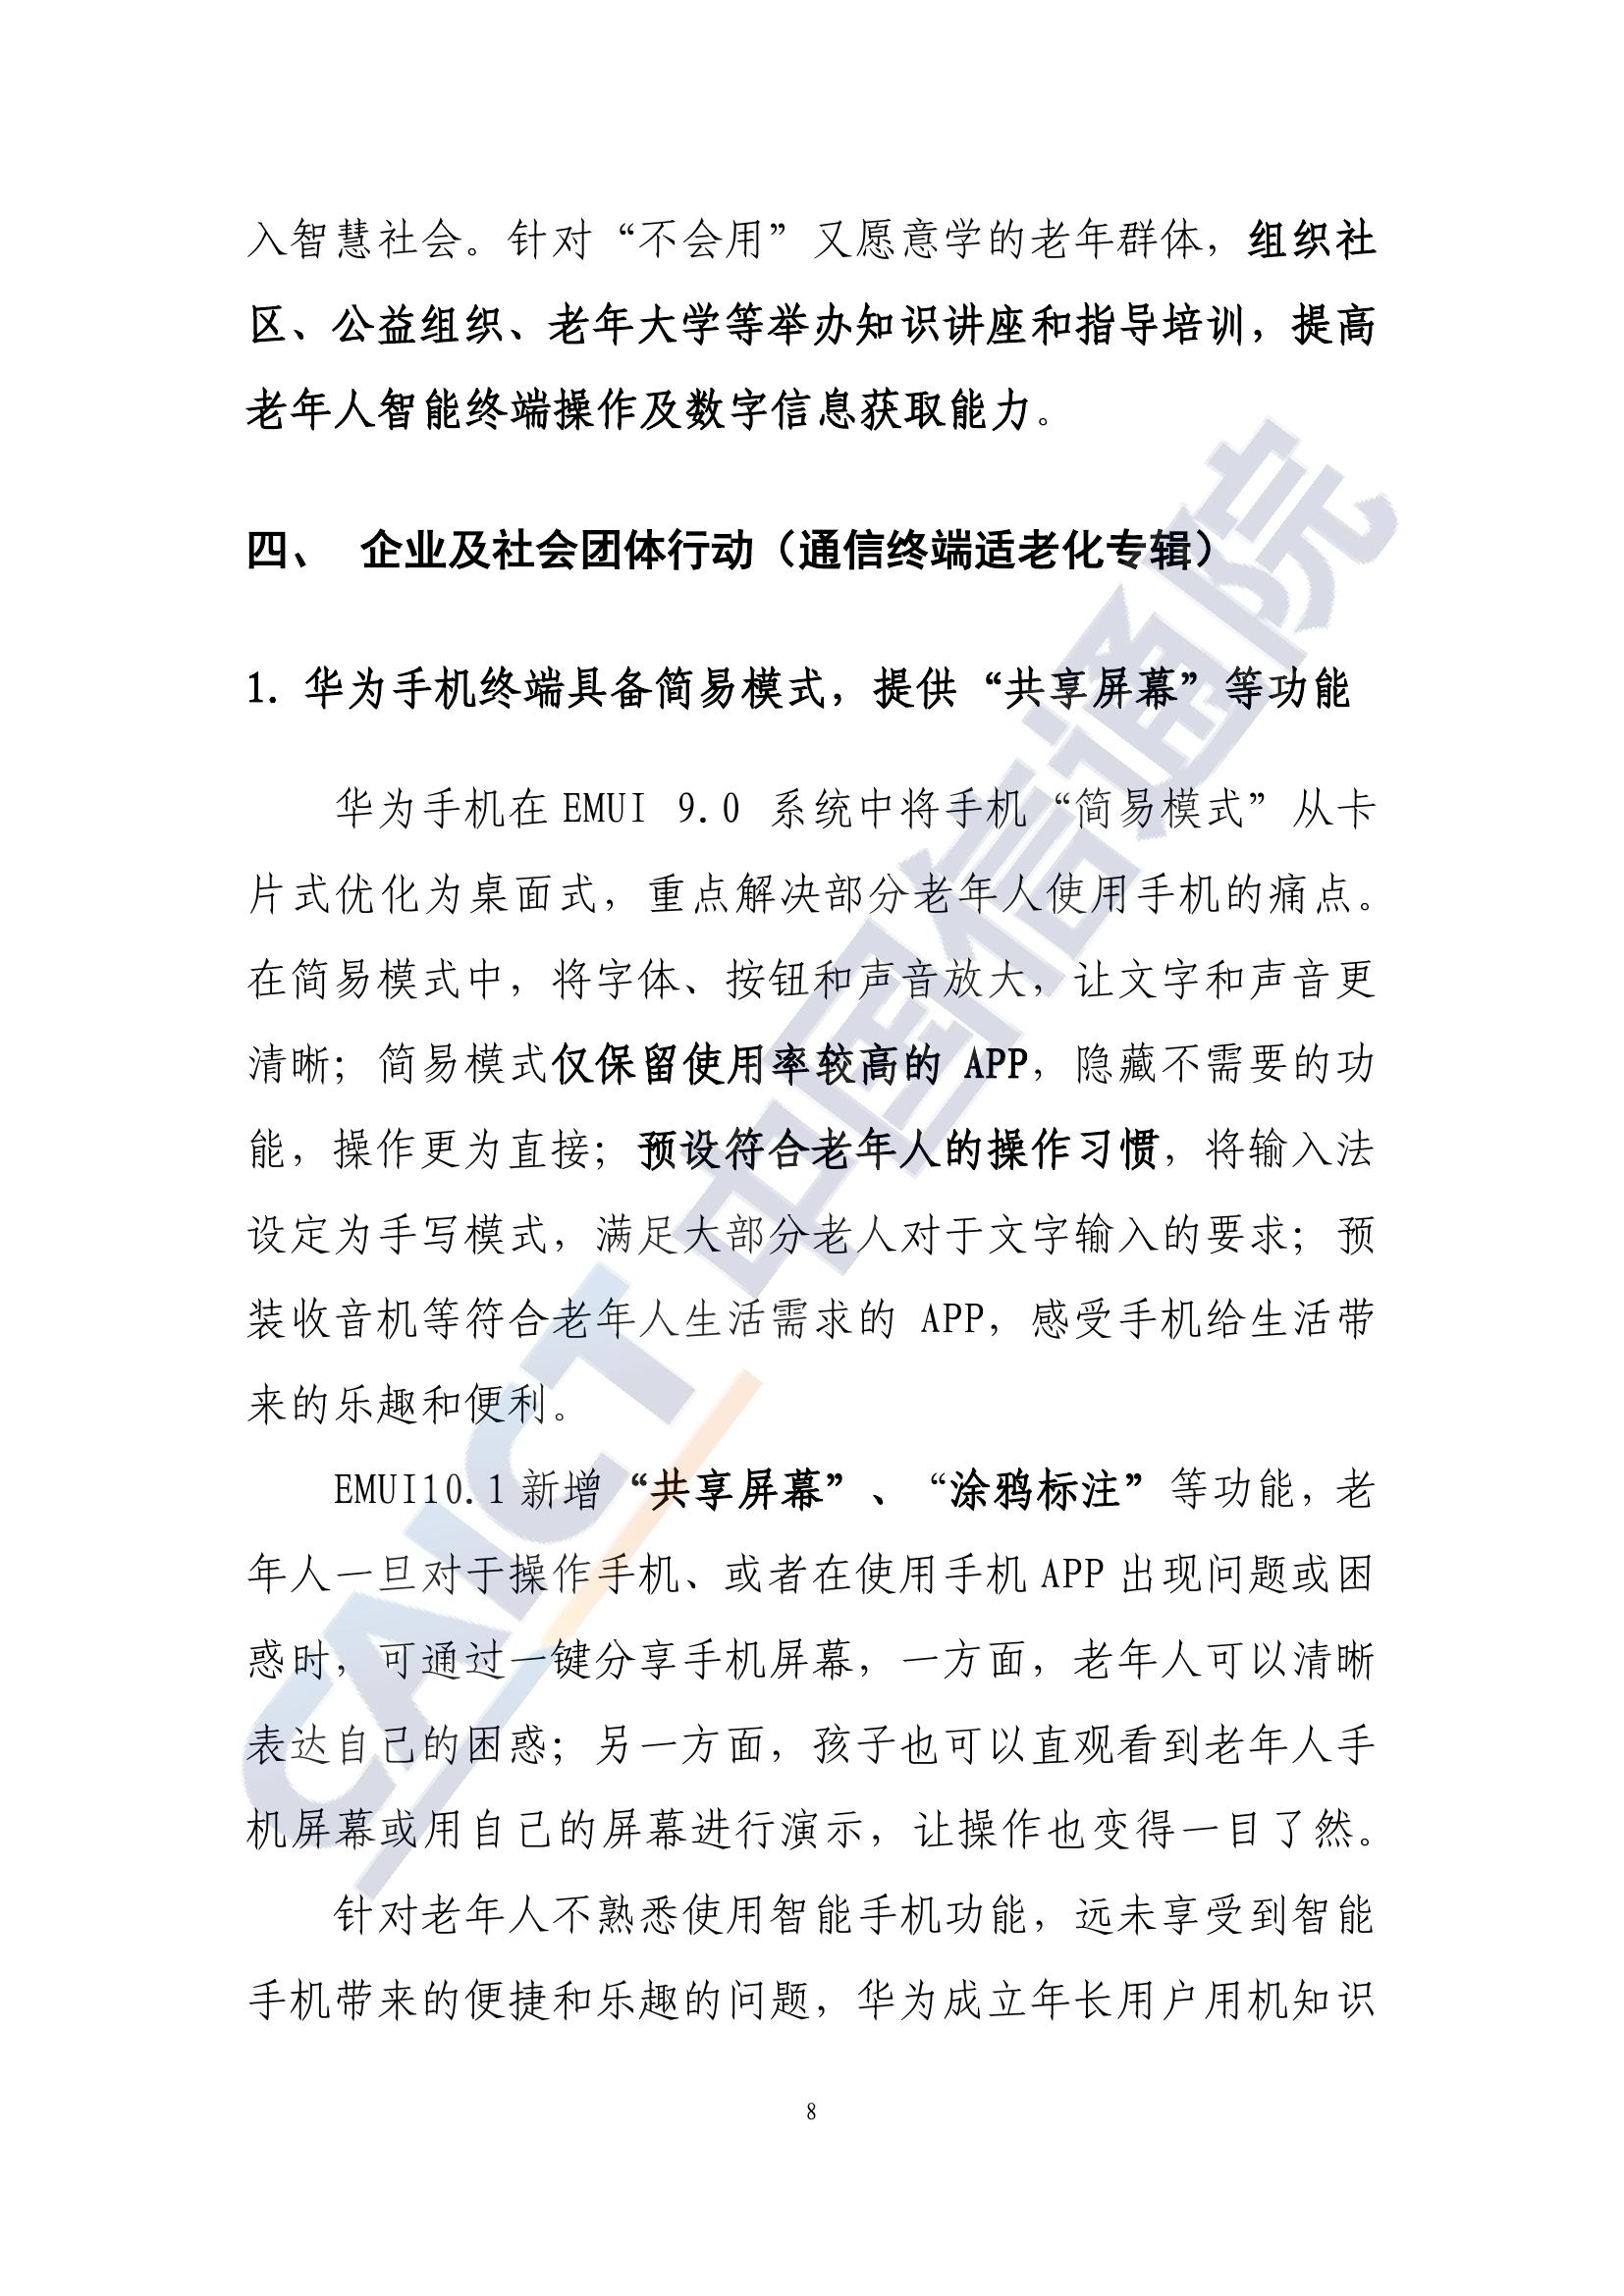 入智慧社会。针对“不会用”又愿意学的老年群体，组织社
区、公益组织、老年大学等举办知识讲座和指导培训，提高
老年人智能终端操作及数字信息获取能力。
四、 企业及社会团体行动（通信终端适老化专辑）
1. 华为手机终端具备简易模式，提供“共享屏幕”等功能
华为手机在 EMUI 9.0 系统中将手机“简易模式”从卡
片式优化为桌面式，重点解决部分老年人使用手机的痛点。
在简易模式中，将字体、按钮和声音放大，让文字和声音更
清晰；简易模式仅保留使用率较高的 APP，隐藏不需要的功
能，操作更为直接；预设符合老年人的操作习惯，将输入法
设定为手写模式，满足大部分老人对于文字输入的要求；预
装收音机等符合老年人生活需求的 APP，感受手机给生活带
来的乐趣和便利。
EMUI10.1 新增“共享屏幕”、“涂鸦标注”等功能，老
年人一旦对于操作手机、或者在使用手机 APP 出现问题或困
惑时，可通过一键分享手机屏幕，一方面，老年人可以清晰
表达自己的困惑；另一方面，孩子也可以直观看到老年人手
机屏幕或用自己的屏幕进行演示，让操作也变得一目了然。
针对老年人不熟悉使用智能手机功能，远未享受到智能
手机带来的便捷和乐趣的问题，华为成立年长用户用机知识
8
CAICT 中国信通院